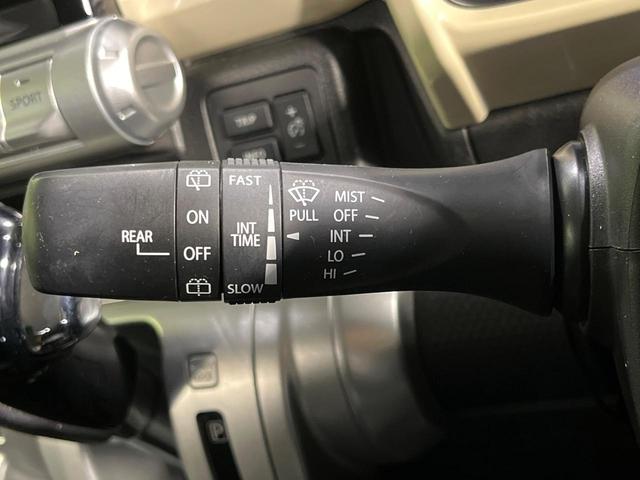 SPORT
TRIP
P
REAR
ON
OFF
FAST
INT
TIME
SLOW
PULL
MIST
OFF
INT
LO
HI